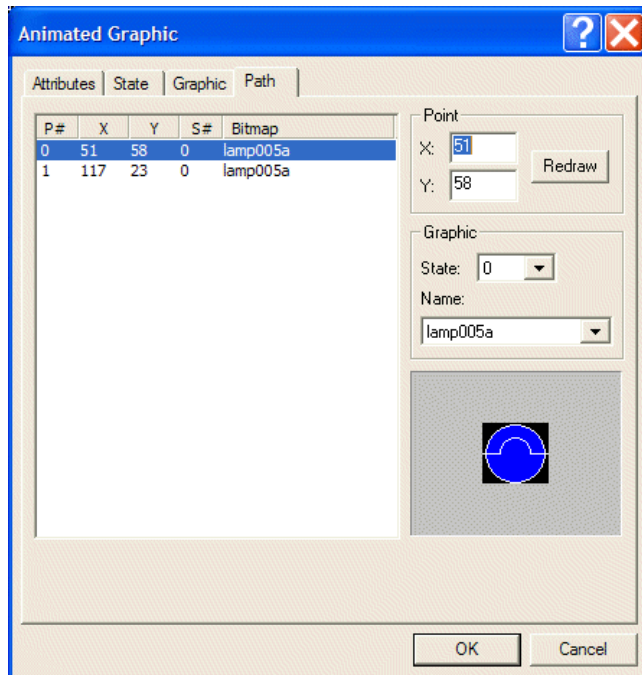 Animated Graphic
Attributes State Graphic Path
P# X Y S# Bitmap
0 51 58 0 lamp005a
1 117 23 0 lamp005a
Point
X: 51
Y: 58
Redraw
Graphic
State: 0
Name:
lamp005a
OK Cancel